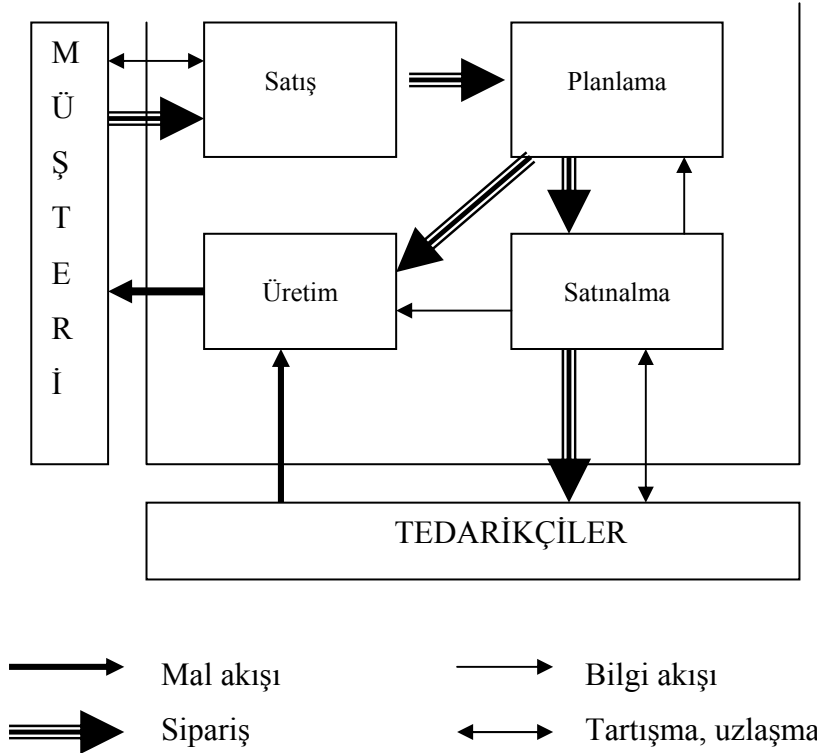 M
Ü
Ş
T
E
R
İ
Satış
Planlama
Üretim
Satınalma
TEDARİKÇİLER
Mal akışı
Bilgi akışı
Sipariş
Tartışma, uzlaşma